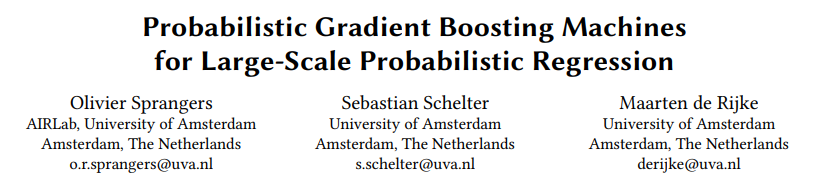 Probabilistic Gradient Boosting Machines
for Large-Scale Probabilistic Regression
Olivier Sprangers
AIRLab, University of Amsterdam
Amsterdam, The Netherlands
o.r.sprangers@uva.nl
Sebastian Schelter
University of Amsterdam
Amsterdam, The Netherlands
s.schelter@uva.nl
Maarten de Rijke
University of Amsterdam
Amsterdam, The Netherlands
derijke@uva.nl